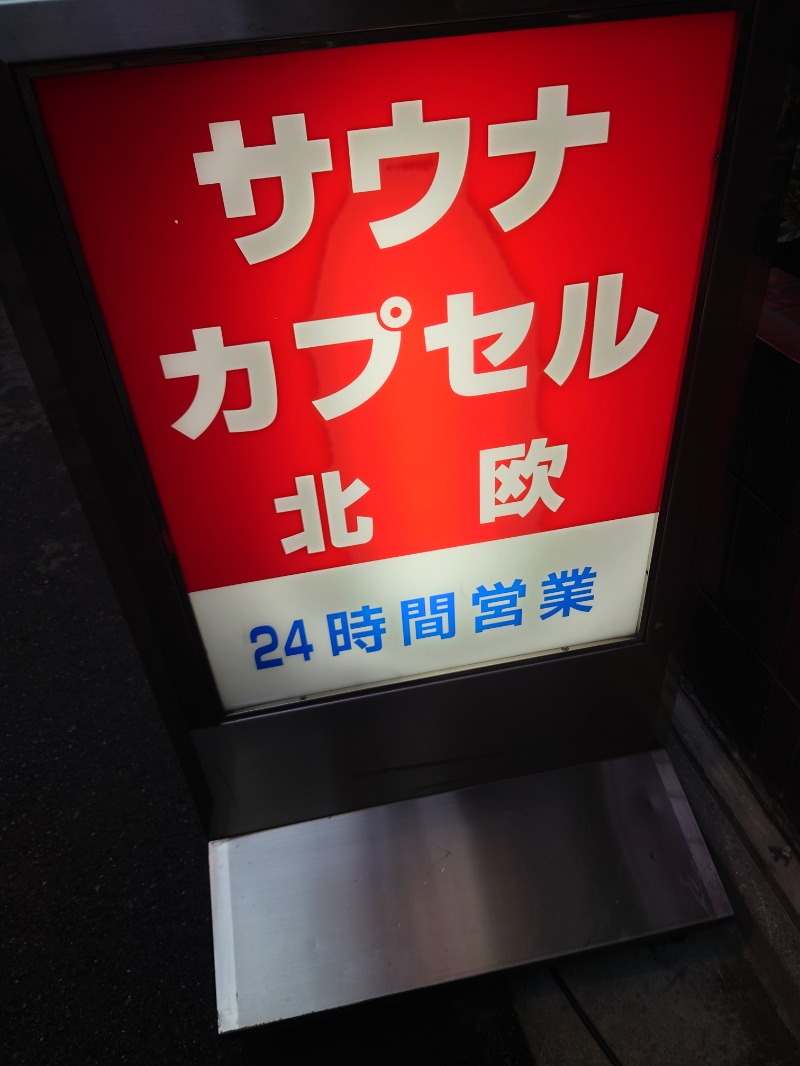 サウナ
カプセル
北 欧
24時間営業